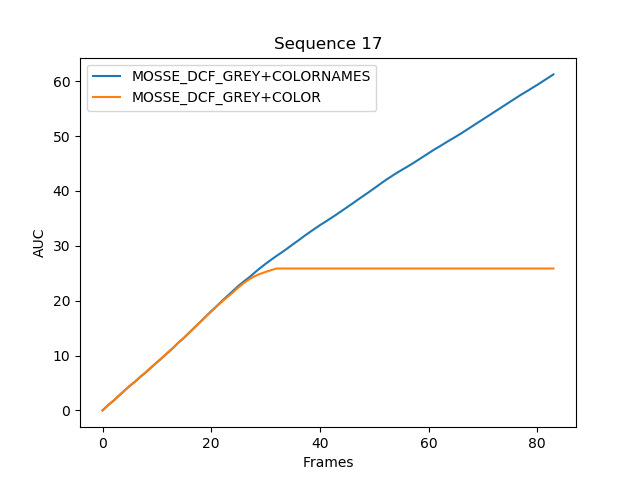 Sequence 17
MOSSE_DCF_GREY+COLORNAMES
MOSSE_DCF_GREY+COLOR
AUC
60
50
40
30
20
10
0
0 20 40 60 80
Frames